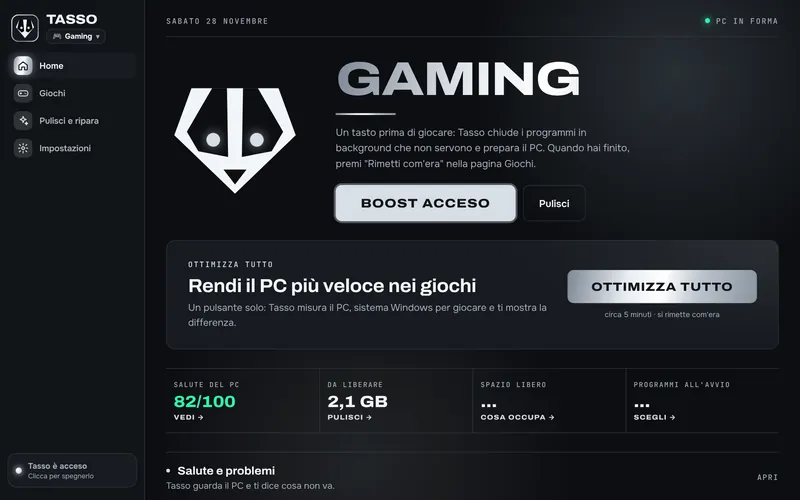 TASSO
Gaming ▾
Home
Giochi
Pulisci e ripara
Impostazioni
Tasso è acceso
Clicca per spegnerlo
SABATO 28 NOVEMBRE
PC IN FORMA
GAMING
Un tasto prima di giocare: Tasso chiude i programmi in
background che non servono e prepara il PC. Quando hai finito,
premi "Rimetti com'era" nella pagina Giochi.
BOOST ACCESO
Pulisci
OTTIMIZZA TUTTO
Rendi il PC più veloce nei giochi
Un pulsante solo: Tasso misura il PC, sistema Windows per giocare e ti mostra la
differenza.
OTTIMIZZA TUTTO
circa 5 minuti · si rimette com'era
SALUTE DEL PC
82/100
VEDI →
DA LIBERARE
2,1 GB
PULISCI →
SPAZIO LIBERO
...
COSA OCCUPA →
PROGRAMMI ALL'AVVIO
...
SCEGLI →
Salute e problemi
Tasso guarda il PC e ti dice cosa non va.
APRI